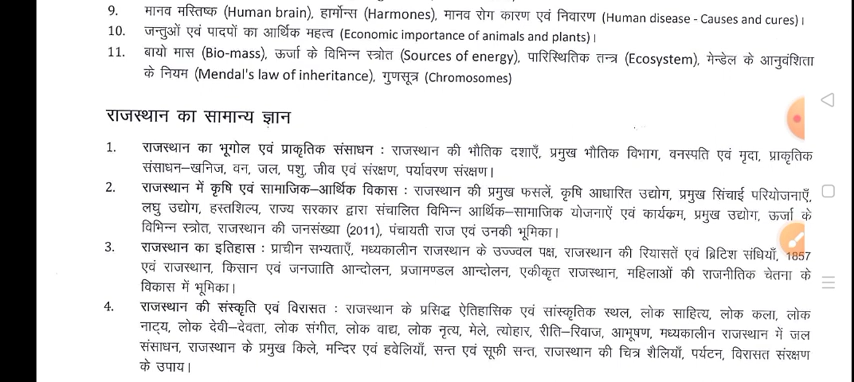 9. मानव मस्तिष्क (Human brain), हार्मोन्स (Harmones), मानव रोग कारण एवं निवारण (Human disease - Causes and cures)।
10. जन्तुओं एवं पादपों का आर्थिक महत्व (Economic importance of animals and plants)।
11. बायो मास (Bio-mass), ऊर्जा के विभिन्न स्त्रोत (Sources of energy), पारिस्थितिक तन्त्र (Ecosystem), मेन्डेल के आनुवंशिता
के नियम (Mendal's law of inheritance), गुणसूत्र (Chromosomes)
राजस्थान का सामान्य ज्ञान
1. राजस्थान का भूगोल एवं प्राकृतिक संसाधन : राजस्थान की भौतिक दशाएँ, प्रमुख भौतिक विभाग, वनस्पति एवं मृदा, प्राकृतिक
संसाधन–खनिज, वन, जल, पशु, जीव एवं संरक्षण, पर्यावरण संरक्षण।
2. राजस्थान में कृषि एवं सामाजिक–आर्थिक विकास : राजस्थान की प्रमुख फसलें, कृषि आधारित उद्योग, प्रमुख सिंचाई परियोजनाएँ,
लघु उद्योग, हस्तशिल्प, राज्य सरकार द्वारा संचालित विभिन्न आर्थिक–सामाजिक योजनाऐं एवं कार्यक्रम, प्रमुख उद्योग, ऊर्जा के
विभिन्न स्त्रोत, राजस्थान की जनसंख्या (2011), पंचायती राज एवं उनकी भूमिका।
3. राजस्थान का इतिहास : प्राचीन सभ्यताएँ, मध्यकालीन राजस्थान के उज्ज्वल पक्ष, राजस्थान की रियासतें एवं ब्रिटिश संधियाँ, 1857
एवं राजस्थान, किसान एवं जनजाति आन्दोलन, प्रजामण्डल आन्दोलन, एकीकृत राजस्थान, महिलाओं की राजनीतिक चेतना के
विकास में भूमिका।
4. राजस्थान की संस्कृति एवं विरासत : राजस्थान के प्रसिद्ध ऐतिहासिक एवं सांस्कृतिक स्थल, लोक साहित्य, लोक कला, लोक
नाट्य, लोक देवी–देवता, लोक संगीत, लोक वाद्य, लोक नृत्य, मेले, त्योहार, रीति–रिवाज, आभूषण, मध्यकालीन राजस्थान में जल
संसाधन, राजस्थान के प्रमुख किले, मन्दिर एवं हवेलियाँ, सन्त एवं सूफी सन्त, राजस्थान की चित्र शैलियाँ, पर्यटन, विरासत संरक्षण
के उपाय।